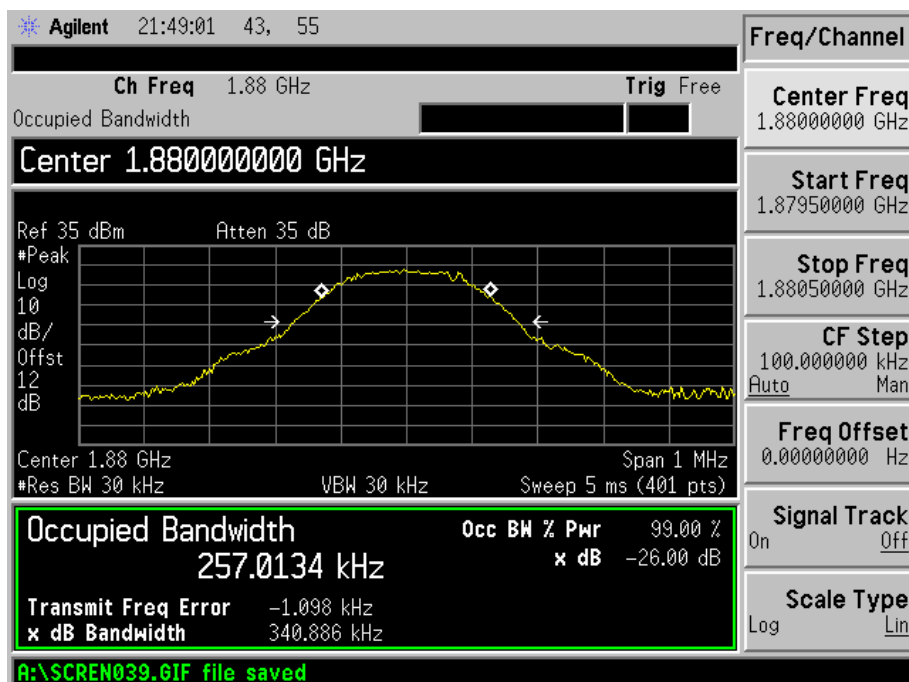 Agilent 21:49:01 43, 55
Freq/Channel
Ch Freq 1.88 GHz Trig Free
Occupied Bandwidth
Center 1.880000000 GHz
Ref 35 dBm Atten 35 dB
#Peak
Log
10
dB/
Offst
12
dB
Center 1.88 GHz Span 1 MHz
#Res BW 30 kHz VBW 30 kHz Sweep 5 ms (401 pts)
Occupied Bandwidth
257.0134 kHz
Occ BW % Pwr 99.00 %
x dB -26.00 dB
Transmit Freq Error -1.098 kHz
x dB Bandwidth 340.886 kHz
A:\SCREN039.GIF file saved
Center Freq
1.88000000 GHz
Start Freq
1.87950000 GHz
Stop Freq
1.88050000 GHz
CF Step
100.000000 kHz
Auto Man
Freq Offset
0.00000000 Hz
Signal Track
On Off
Scale Type
Log Lin